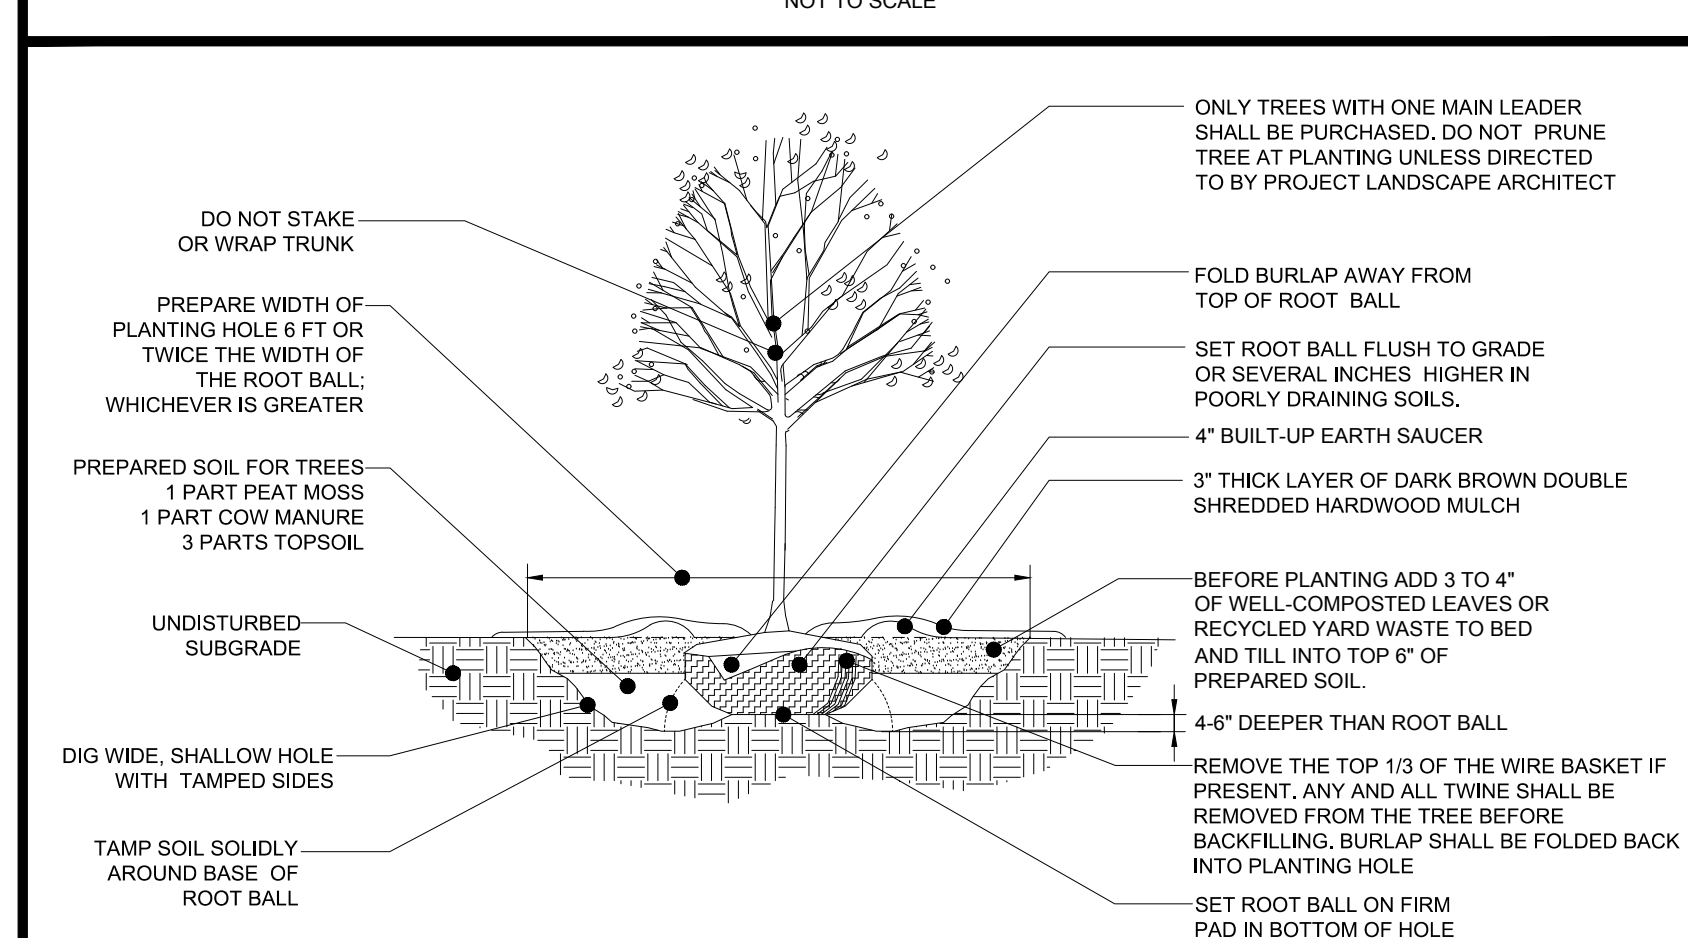 NOT TO SCALE
DO NOT STAKE
OR WRAP TRUNK
PREPARE WIDTH OF
PLANTING HOLE 6 FT OR
TWICE THE WIDTH OF
THE ROOT BALL;
WHICHEVER IS GREATER
PREPARED SOIL FOR TREES
1 PART PEAT MOSS
1 PART COW MANURE
3 PARTS TOPSOIL
UNDISTURBED
SUBGRADE
DIG WIDE, SHALLOW HOLE
WITH TAMPED SIDES
TAMP SOIL SOLIDLY
AROUND BASE OF
ROOT BALL
ONLY TREES WITH ONE MAIN LEADER
SHALL BE PURCHASED. DO NOT PRUNE
TREE AT PLANTING UNLESS DIRECTED
TO BY PROJECT LANDSCAPE ARCHITECT
FOLD BURLAP AWAY FROM
TOP OF ROOT BALL
SET ROOT BALL FLUSH TO GRADE
OR SEVERAL INCHES HIGHER IN
POORLY DRAINING SOILS.
4" BUILT-UP EARTH SAUCER
3" THICK LAYER OF DARK BROWN DOUBLE
SHREDDED HARDWOOD MULCH
BEFORE PLANTING ADD 3 TO 4"
OF WELL-COMPOSTED LEAVES OR
RECYCLED YARD WASTE TO BED
AND TILL INTO TOP 6" OF
PREPARED SOIL.
4-6" DEEPER THAN ROOT BALL
REMOVE THE TOP 1/3 OF THE WIRE BASKET IF
PRESENT. ANY AND ALL TWINE SHALL BE
REMOVED FROM THE TREE BEFORE
BACKFILLING. BURLAP SHALL BE FOLDED BACK
INTO PLANTING HOLE
SET ROOT BALL ON FIRM
PAD IN BOTTOM OF HOLE